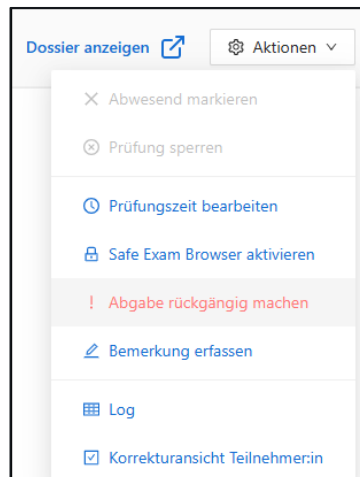 Dossier anzeigen Aktionen
Abwesend markieren
Prüfung sperren
Prüfungszeit bearbeiten
Safe Exam Browser aktivieren
Abgabe rückgängig machen
Bemerkung erfassen
Log
Korrekturansicht Teilnehmer:in